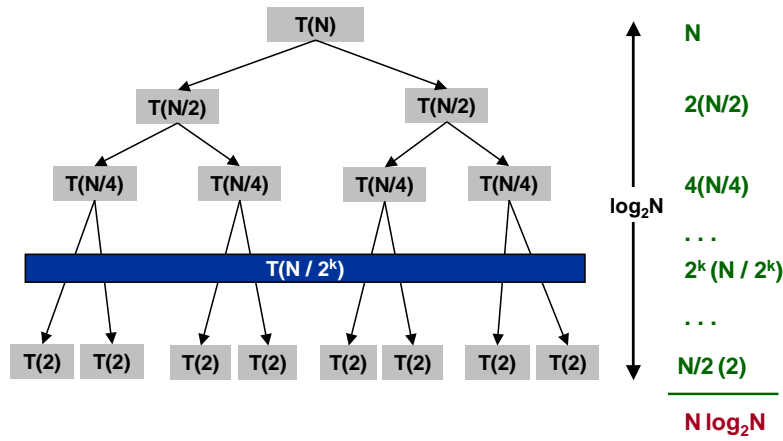 T(N)
N
T(N/2) T(N/2)
2(N/2)
T(N/4) T(N/4) T(N/4) T(N/4)
4(N/4)
log₂N
. . .
T(N / 2ᵏ)
2ᵏ (N / 2ᵏ)
. . .
T(2) T(2) T(2) T(2) T(2) T(2) T(2) T(2)
N/2 (2)
N log₂N